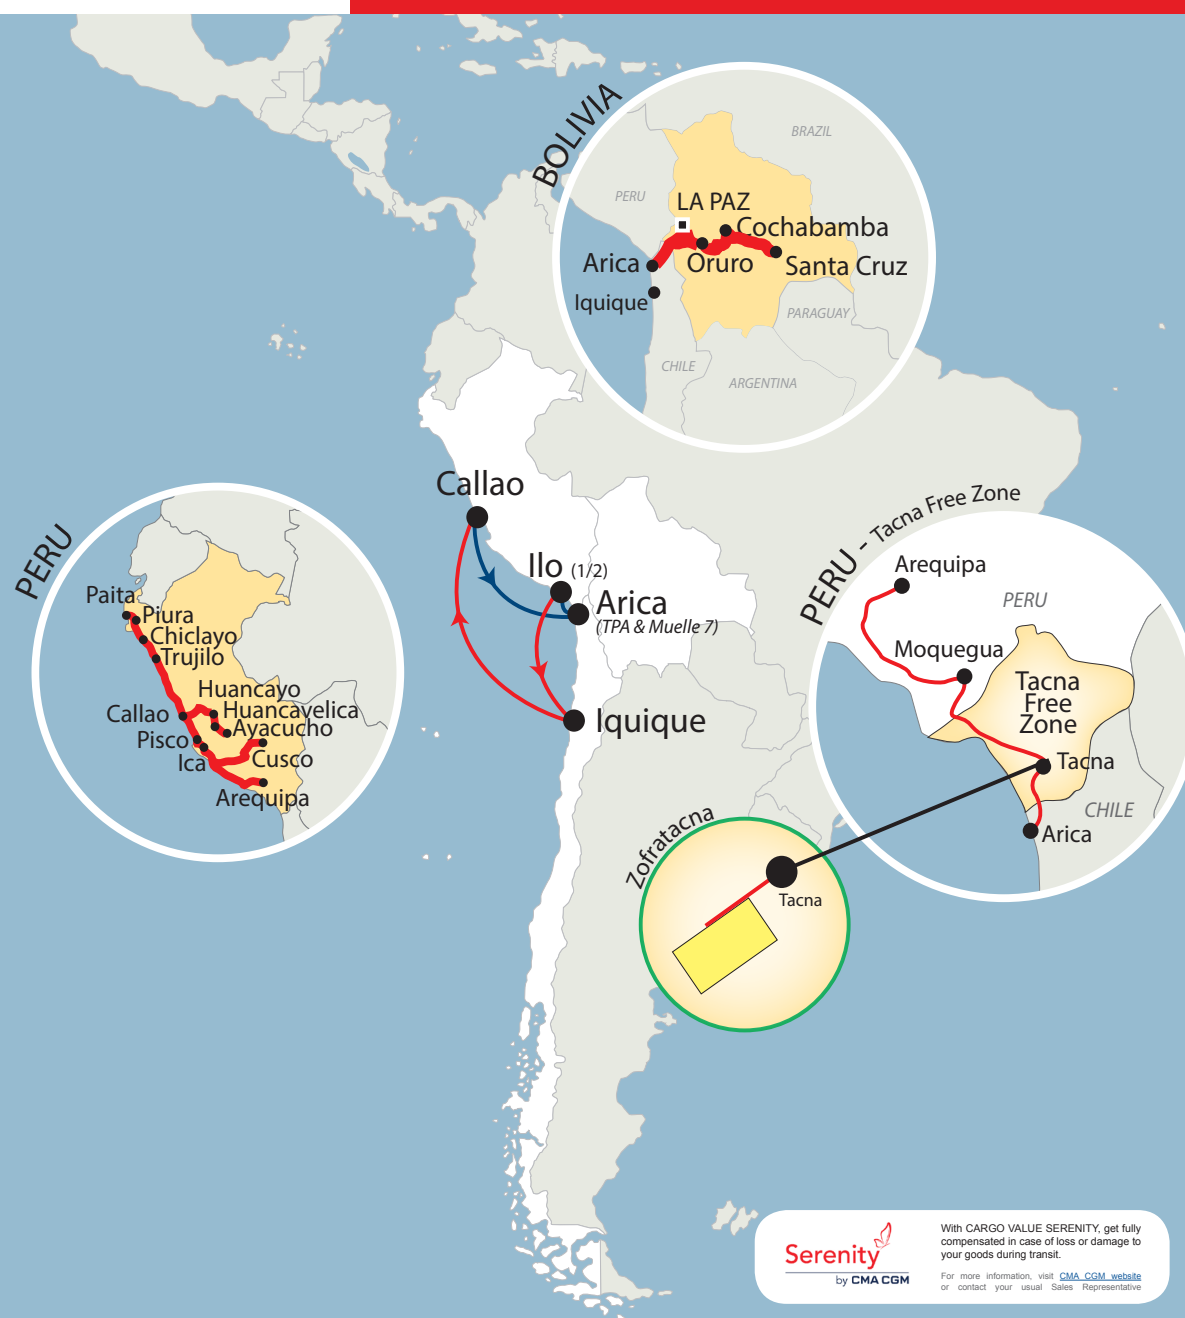 BOLIVIA
BRAZIL
PERU
LA PAZ
Cochabamba
Arica
Oruro
Santa Cruz
Iquique
PARAGUAY
CHILE
ARGENTINA
Callao
Ilo (1/2)
Arica
(TPA & Muelle 7)
Iquique
PERU
Paita
Piura
Chiclayo
Trujilo
Huancayo
Callao
Huancavelica
Ayacucho
Pisco
Ica
Cusco
Arequipa
PERU - Tacna Free Zone
Arequipa
PERU
Moquegua
Tacna
Free
Zone
Tacna
CHILE
Arica
Zofratacna
Tacna
Serenity
by CMA CGM
With CARGO VALUE SERENITY, get fully
compensated in case of loss or damage to
your goods during transit.
For more information, visit CMA CGM website
or contact your usual Sales Representative